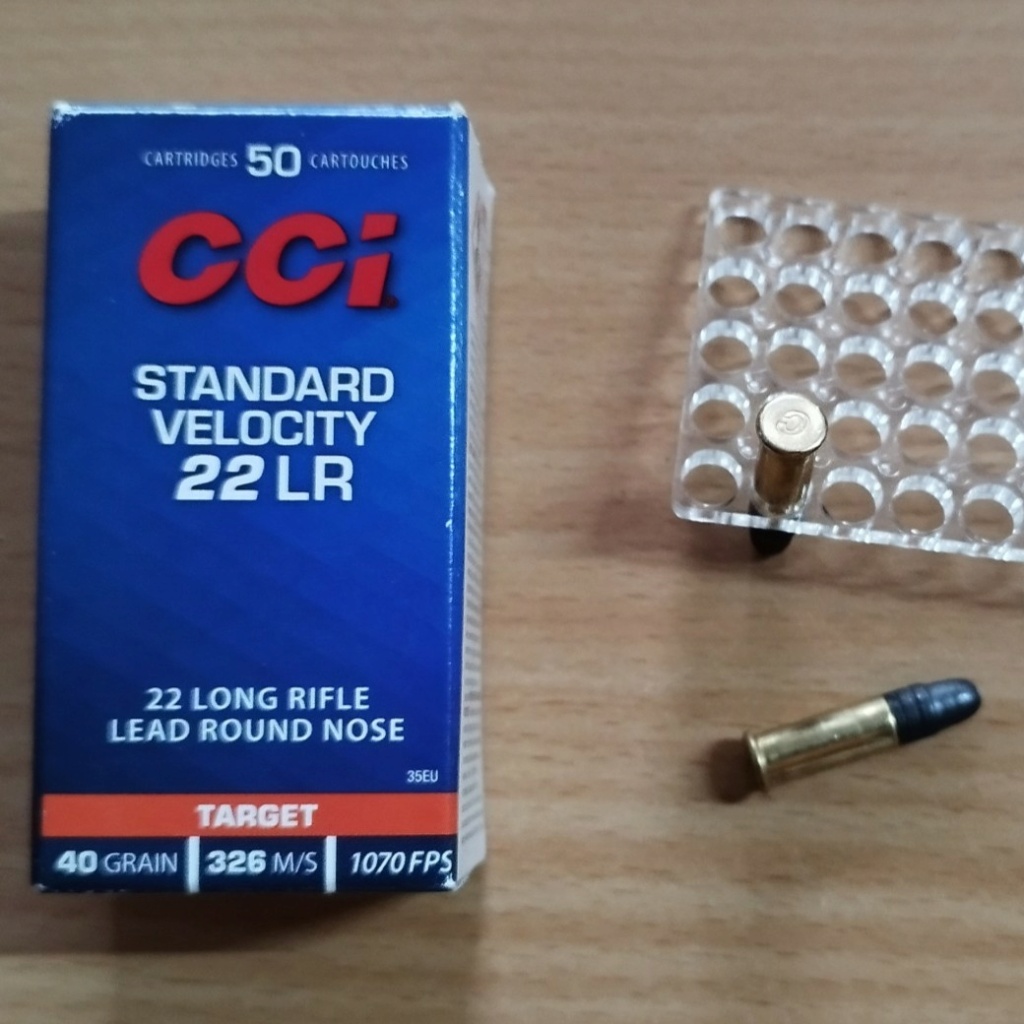 CARTRIDGES 50 CARTOUCHES
CCi
STANDARD
VELOCITY
22 LR
22 LONG RIFLE
LEAD ROUND NOSE
35EU
TARGET
40 GRAIN 326 M/S 1070 FPS
C